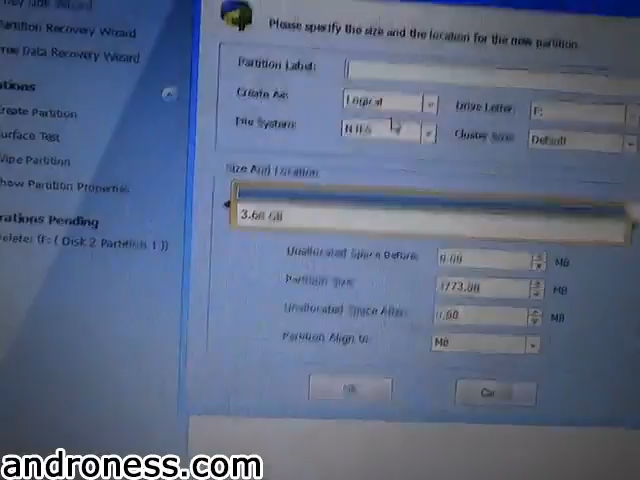 Partition Recovery Wizard
Data Recovery Wizard
Create Partition
Surface Test
Wipe Partition
Show Partition Properties
Operations Pending
Please specify the size and the location for the new partition.
Partition Label:
Create As: Logical Drive Letter: F:
File System: NTFS Cluster Size: Default
Size And Location
3.68 GB
Unallocated Space Before: 0.00 MB
Partition Size: 3773.00 MB
Unallocated Space After: 0.00 MB
Partition Align to: MB
androness.com